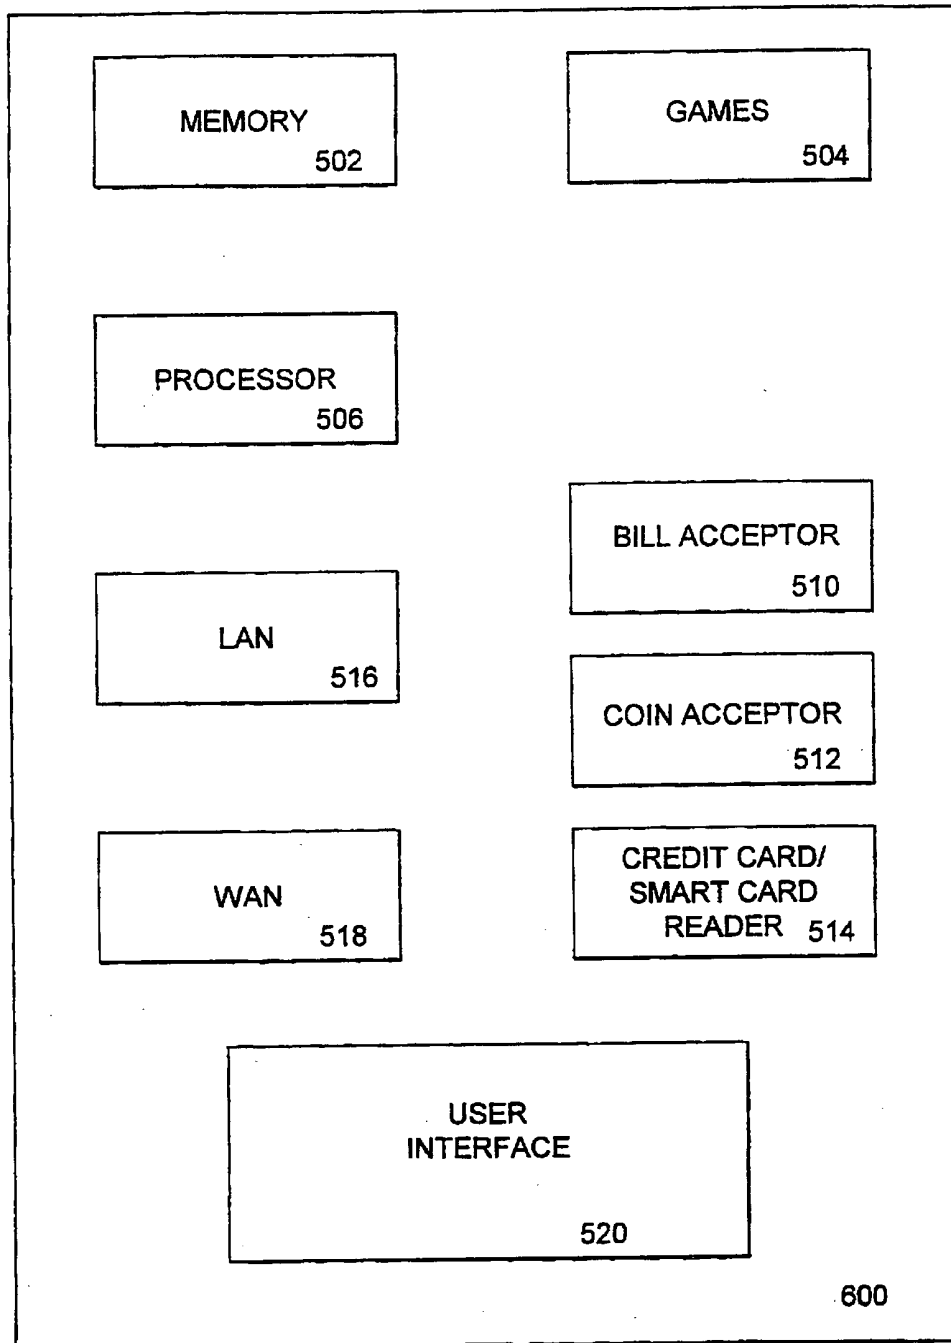 MEMORY
502
GAMES
504
PROCESSOR
506
BILL ACCEPTOR
510
LAN
516
COIN ACCEPTOR
512
WAN
518
CREDIT CARD/
SMART CARD
READER 514
USER
INTERFACE
520
600